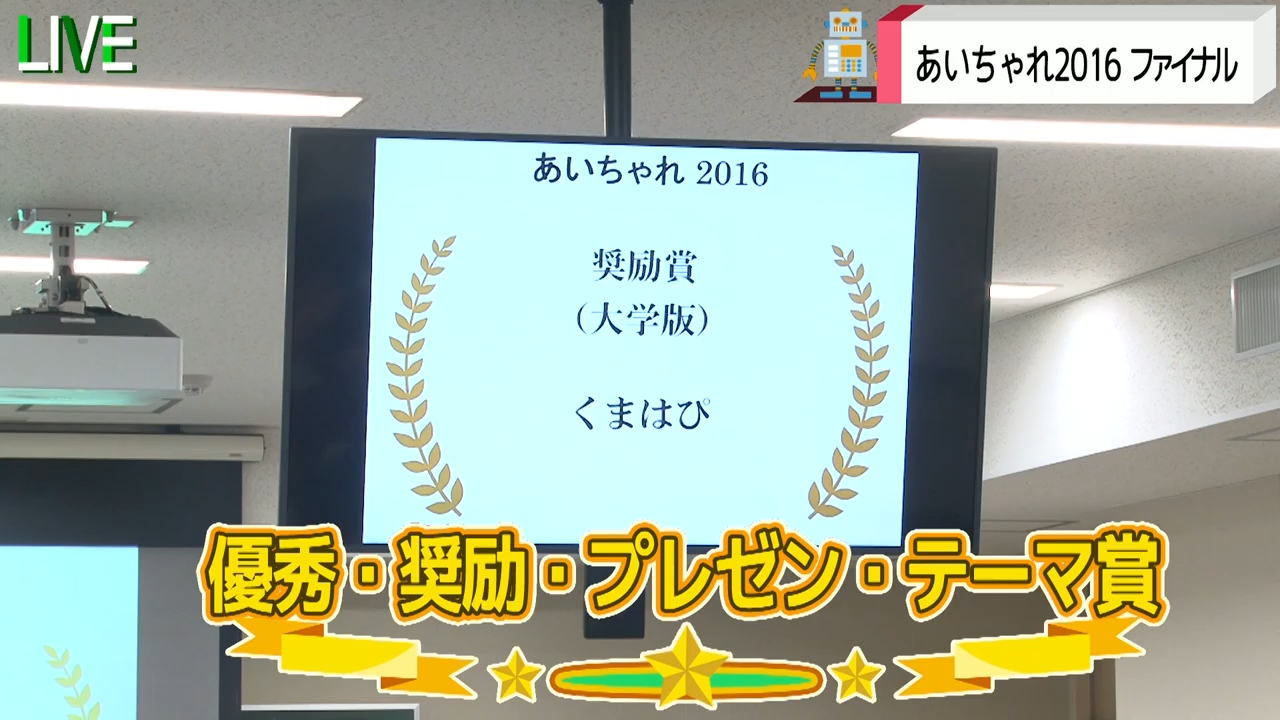 LIVE
あいちゃれ2016 ファイナル
あいちゃれ 2016
奨励賞
(大学版)
くまはぴ
優秀・奨励・プレゼン・テーマ賞